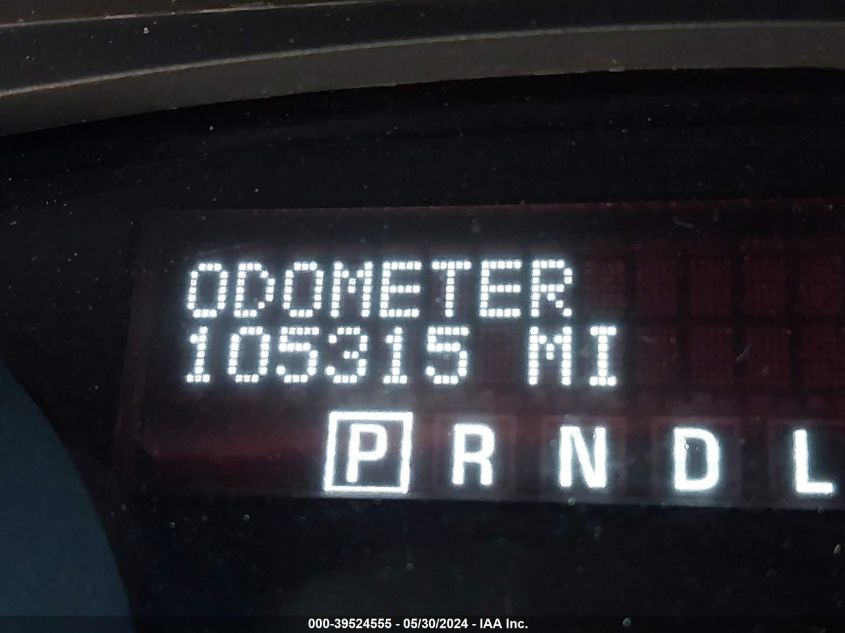 ODOMETER
105315 MI
P R N D L
000-39524555 - 05/30/2024 - IAA Inc.